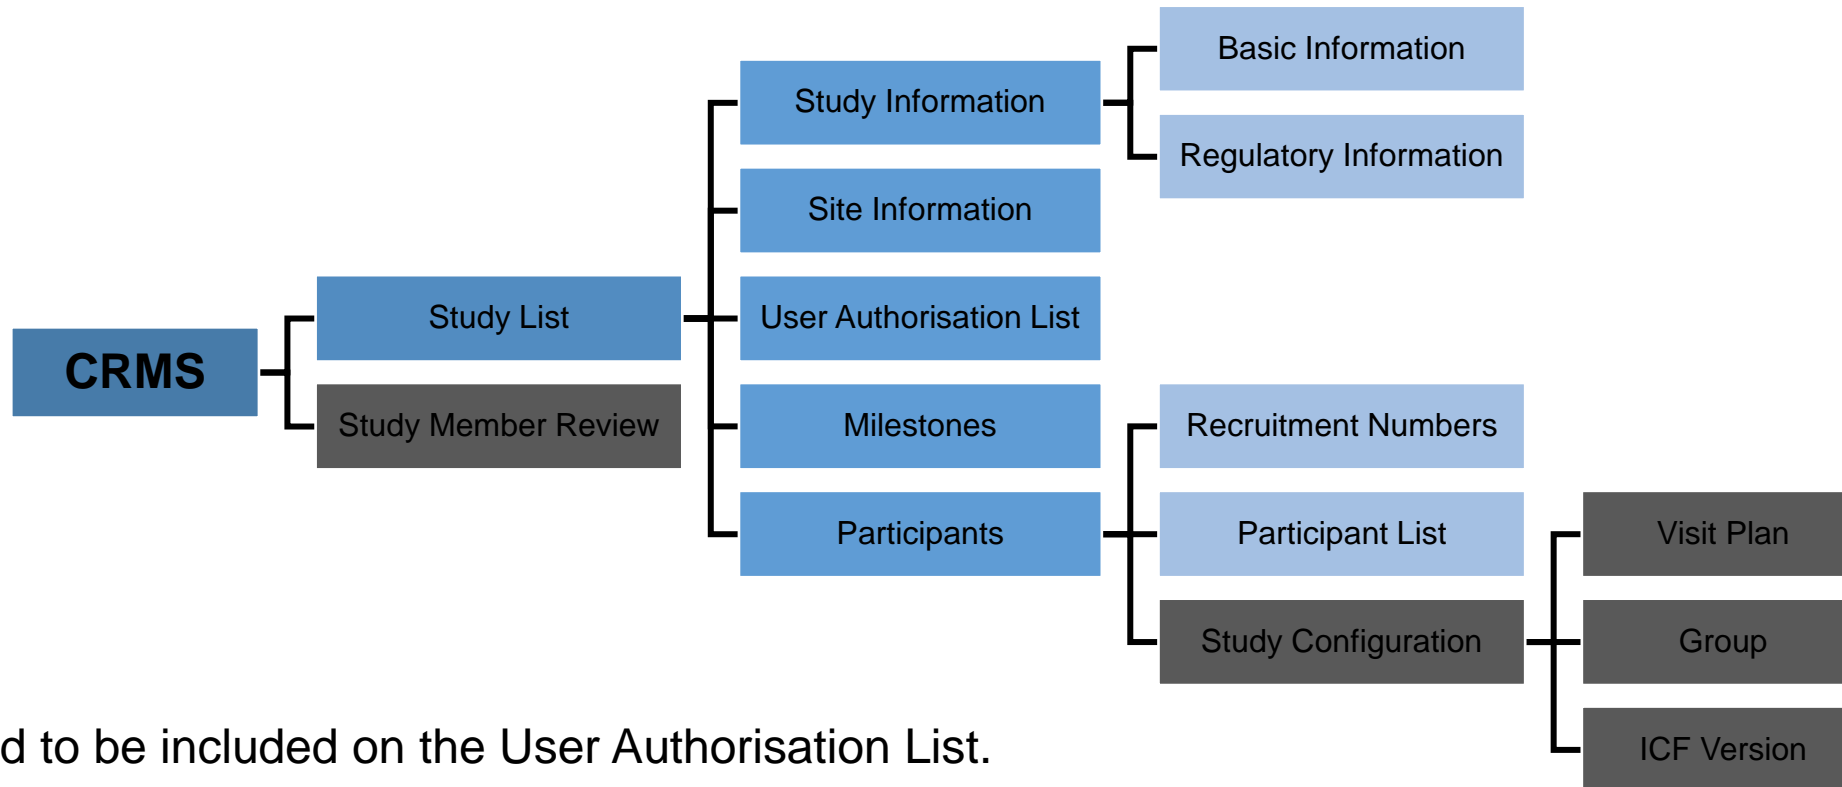 CRMS
Study List
Study Member Review
Study Information
Site Information
User Authorisation List
Milestones
Participants
Basic Information
Regulatory Information
Recruitment Numbers
Participant List
Study Configuration
Visit Plan
Group
ICF Version
to be included on the User Authorisation List.